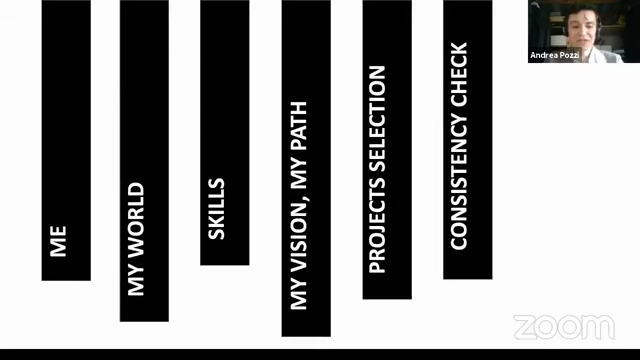 ME
MY WORLD
SKILLS
MY VISION, MY PATH
PROJECTS SELECTION
CONSISTENCY CHECK
Andrea Pozzi
zoom